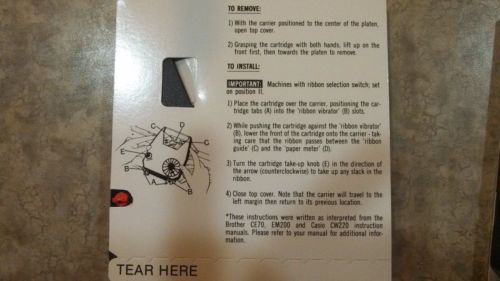 TO REMOVE:
1) With the carrier positioned to the center of the platen,
open top cover.
2) Grasping the cartridge with both hands, lift up on the
front first, then towards the platen to remove.
TO INSTALL:
IMPORTANT: Machines with ribbon selection switch; set
on position II.
1) Place the cartridge over the carrier, positioning the car-
tridge tabs (A) into the 'ribbon vibrator' (B) slots.
2) While pushing the cartridge against the 'ribbon vibrator'
(B), lower the front of the cartridge onto the carrier - tak-
ing care that the ribbon passes between the 'ribbon
guide' (C) and the 'paper meter' (D).
3) Turn the cartridge take-up knob (E) in the direction of
the arrow (counterclockwise) to take up any slack in the
ribbon.
4) Close top cover. Note that the carrier will travel to the
left margin then return to its previous location.
*These instructions were written as interpreted from the
Brother CE70, EM200 and Casio CW220 instruction
manuals. Please refer to your manual for additional infor-
mation.
C
D
C
E
A
B
B
TEAR HERE